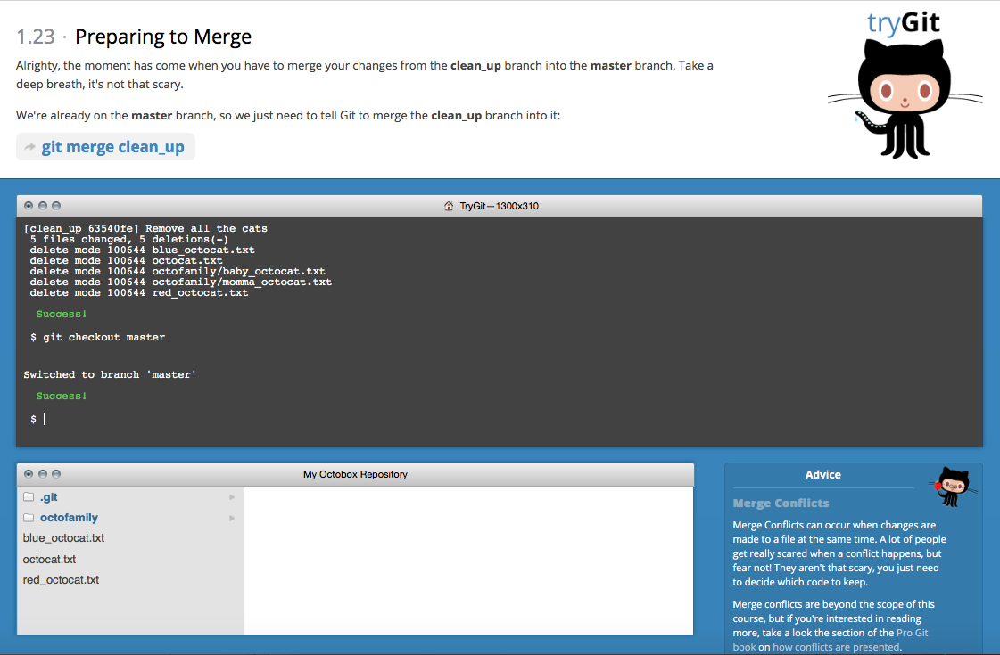 1.23 · Preparing to Merge
tryGit
Alrighty, the moment has come when you have to merge your changes from the clean_up branch into the master branch. Take a
deep breath, it's not that scary.
We're already on the master branch, so we just need to tell Git to merge the clean_up branch into it:
git merge clean_up
TryGit—1300x310
[clean_up 63540fe] Remove all the cats
5 files changed, 5 deletions(-)
delete mode 100644 blue_octocat.txt
delete mode 100644 octocat.txt
delete mode 100644 octofamily/baby_octocat.txt
delete mode 100644 octofamily/momma_octocat.txt
delete mode 100644 red_octocat.txt
Success!
$ git checkout master
Switched to branch 'master'
Success!
$
My Octobox Repository
.git
octofamily
blue_octocat.txt
octocat.txt
red_octocat.txt
Advice
Merge Conflicts
Merge Conflicts can occur when changes are
made to a file at the same time. A lot of people
get really scared when a conflict happens, but
fear not! They aren't that scary, you just need
to decide which code to keep.
Merge conflicts are beyond the scope of this
course, but if you're interested in reading
more, take a look the section of the Pro Git
book on how conflicts are presented.